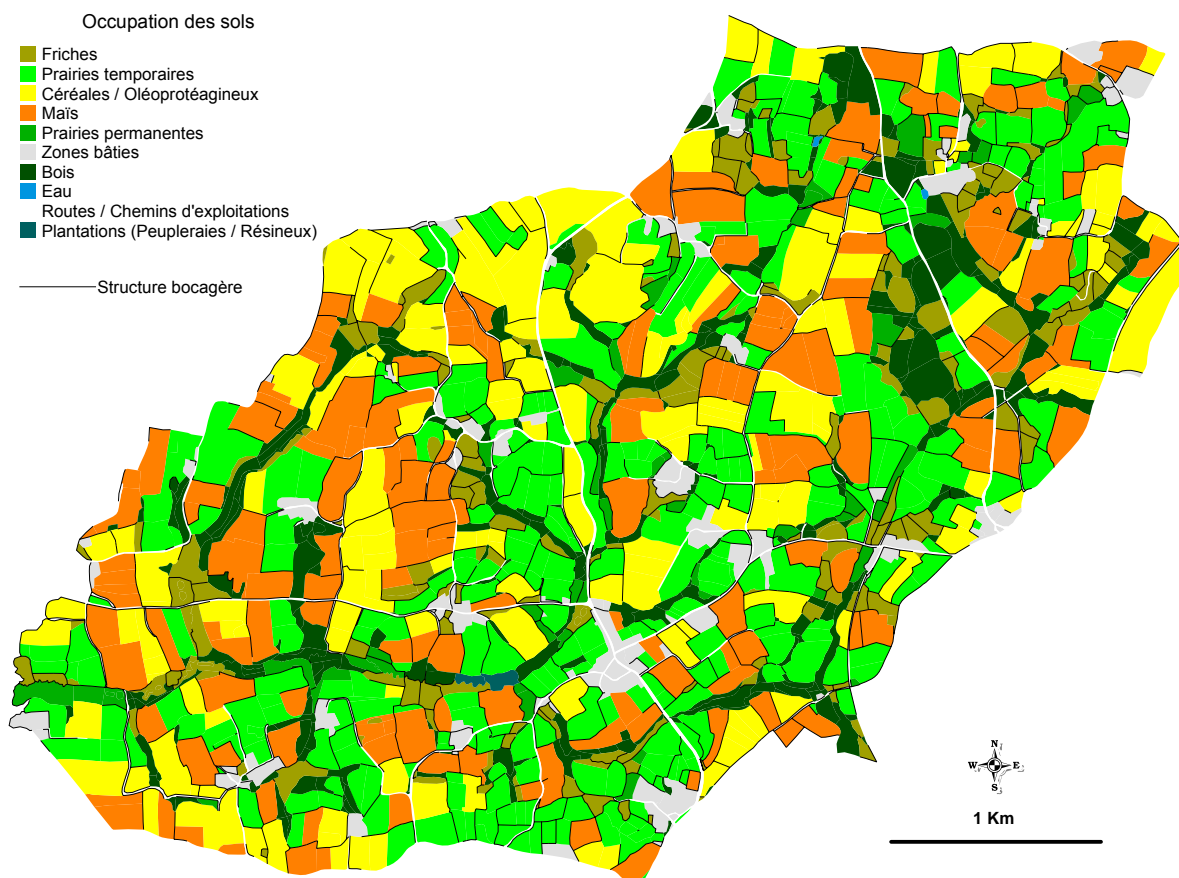 Occupation des sols
Friches
Prairies temporaires
Céréales / Oléoprotéagineux
Maïs
Prairies permanentes
Zones bâties
Bois
Eau
Routes / Chemins d'exploitations
Plantations (Peupleraies / Résineux)
Structure bocagère
N
W E
S
1 Km